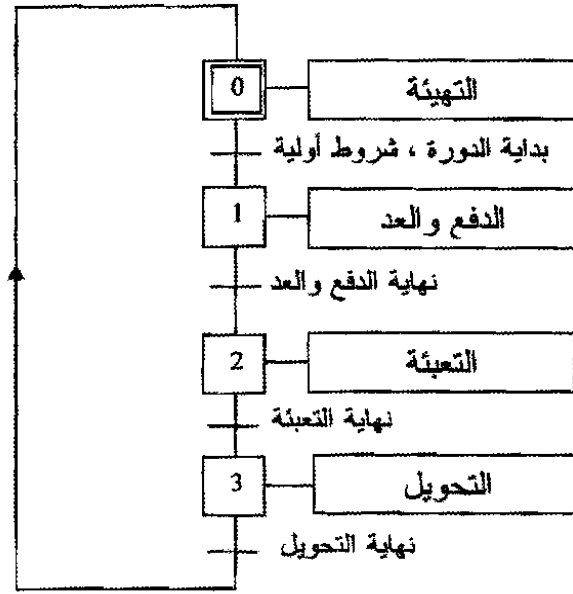 0 التهيئة
بداية الدورة ، شروط أولية
1 الدفع والعد
نهاية الدفع والعد
2 التعبئة
نهاية التعبئة
3 التحويل
نهاية التحويل